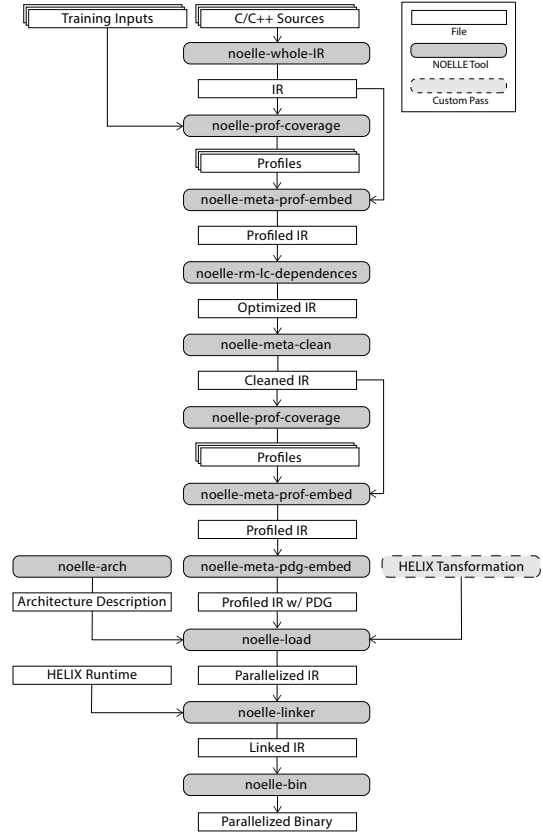 Training Inputs
C/C++ Sources
File
NOELLE Tool
Custom Pass
noelle-whole-IR
IR
noelle-prof-coverage
Profiles
noelle-meta-prof-embed
Profiled IR
noelle-rm-lc-dependences
Optimized IR
noelle-meta-clean
Cleaned IR
noelle-prof-coverage
Profiles
noelle-meta-prof-embed
Profiled IR
noelle-arch
noelle-meta-pdg-embed
HELIX Tansformation
Architecture Description
Profiled IR w/ PDG
noelle-load
HELIX Runtime
Parallelized IR
noelle-linker
Linked IR
noelle-bin
Parallelized Binary